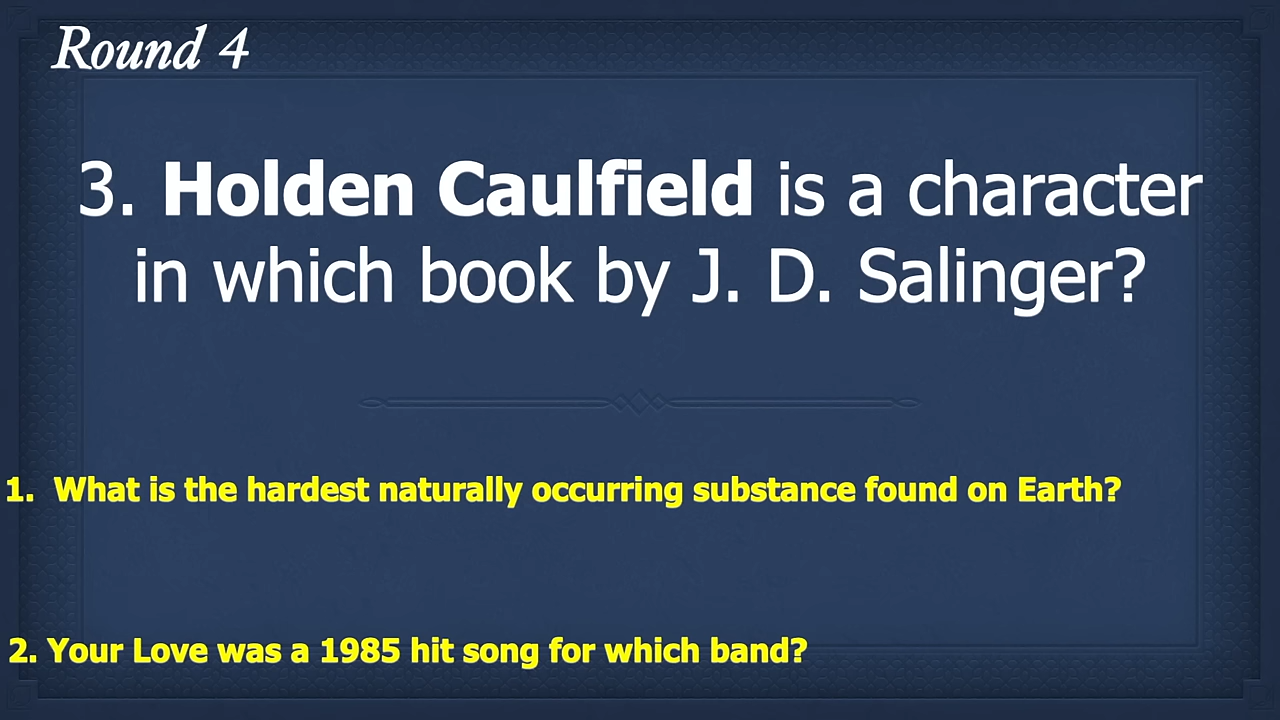 Round 4
3. Holden Caulfield is a character
in which book by J. D. Salinger?
1. What is the hardest naturally occurring substance found on Earth?
2. Your Love was a 1985 hit song for which band?